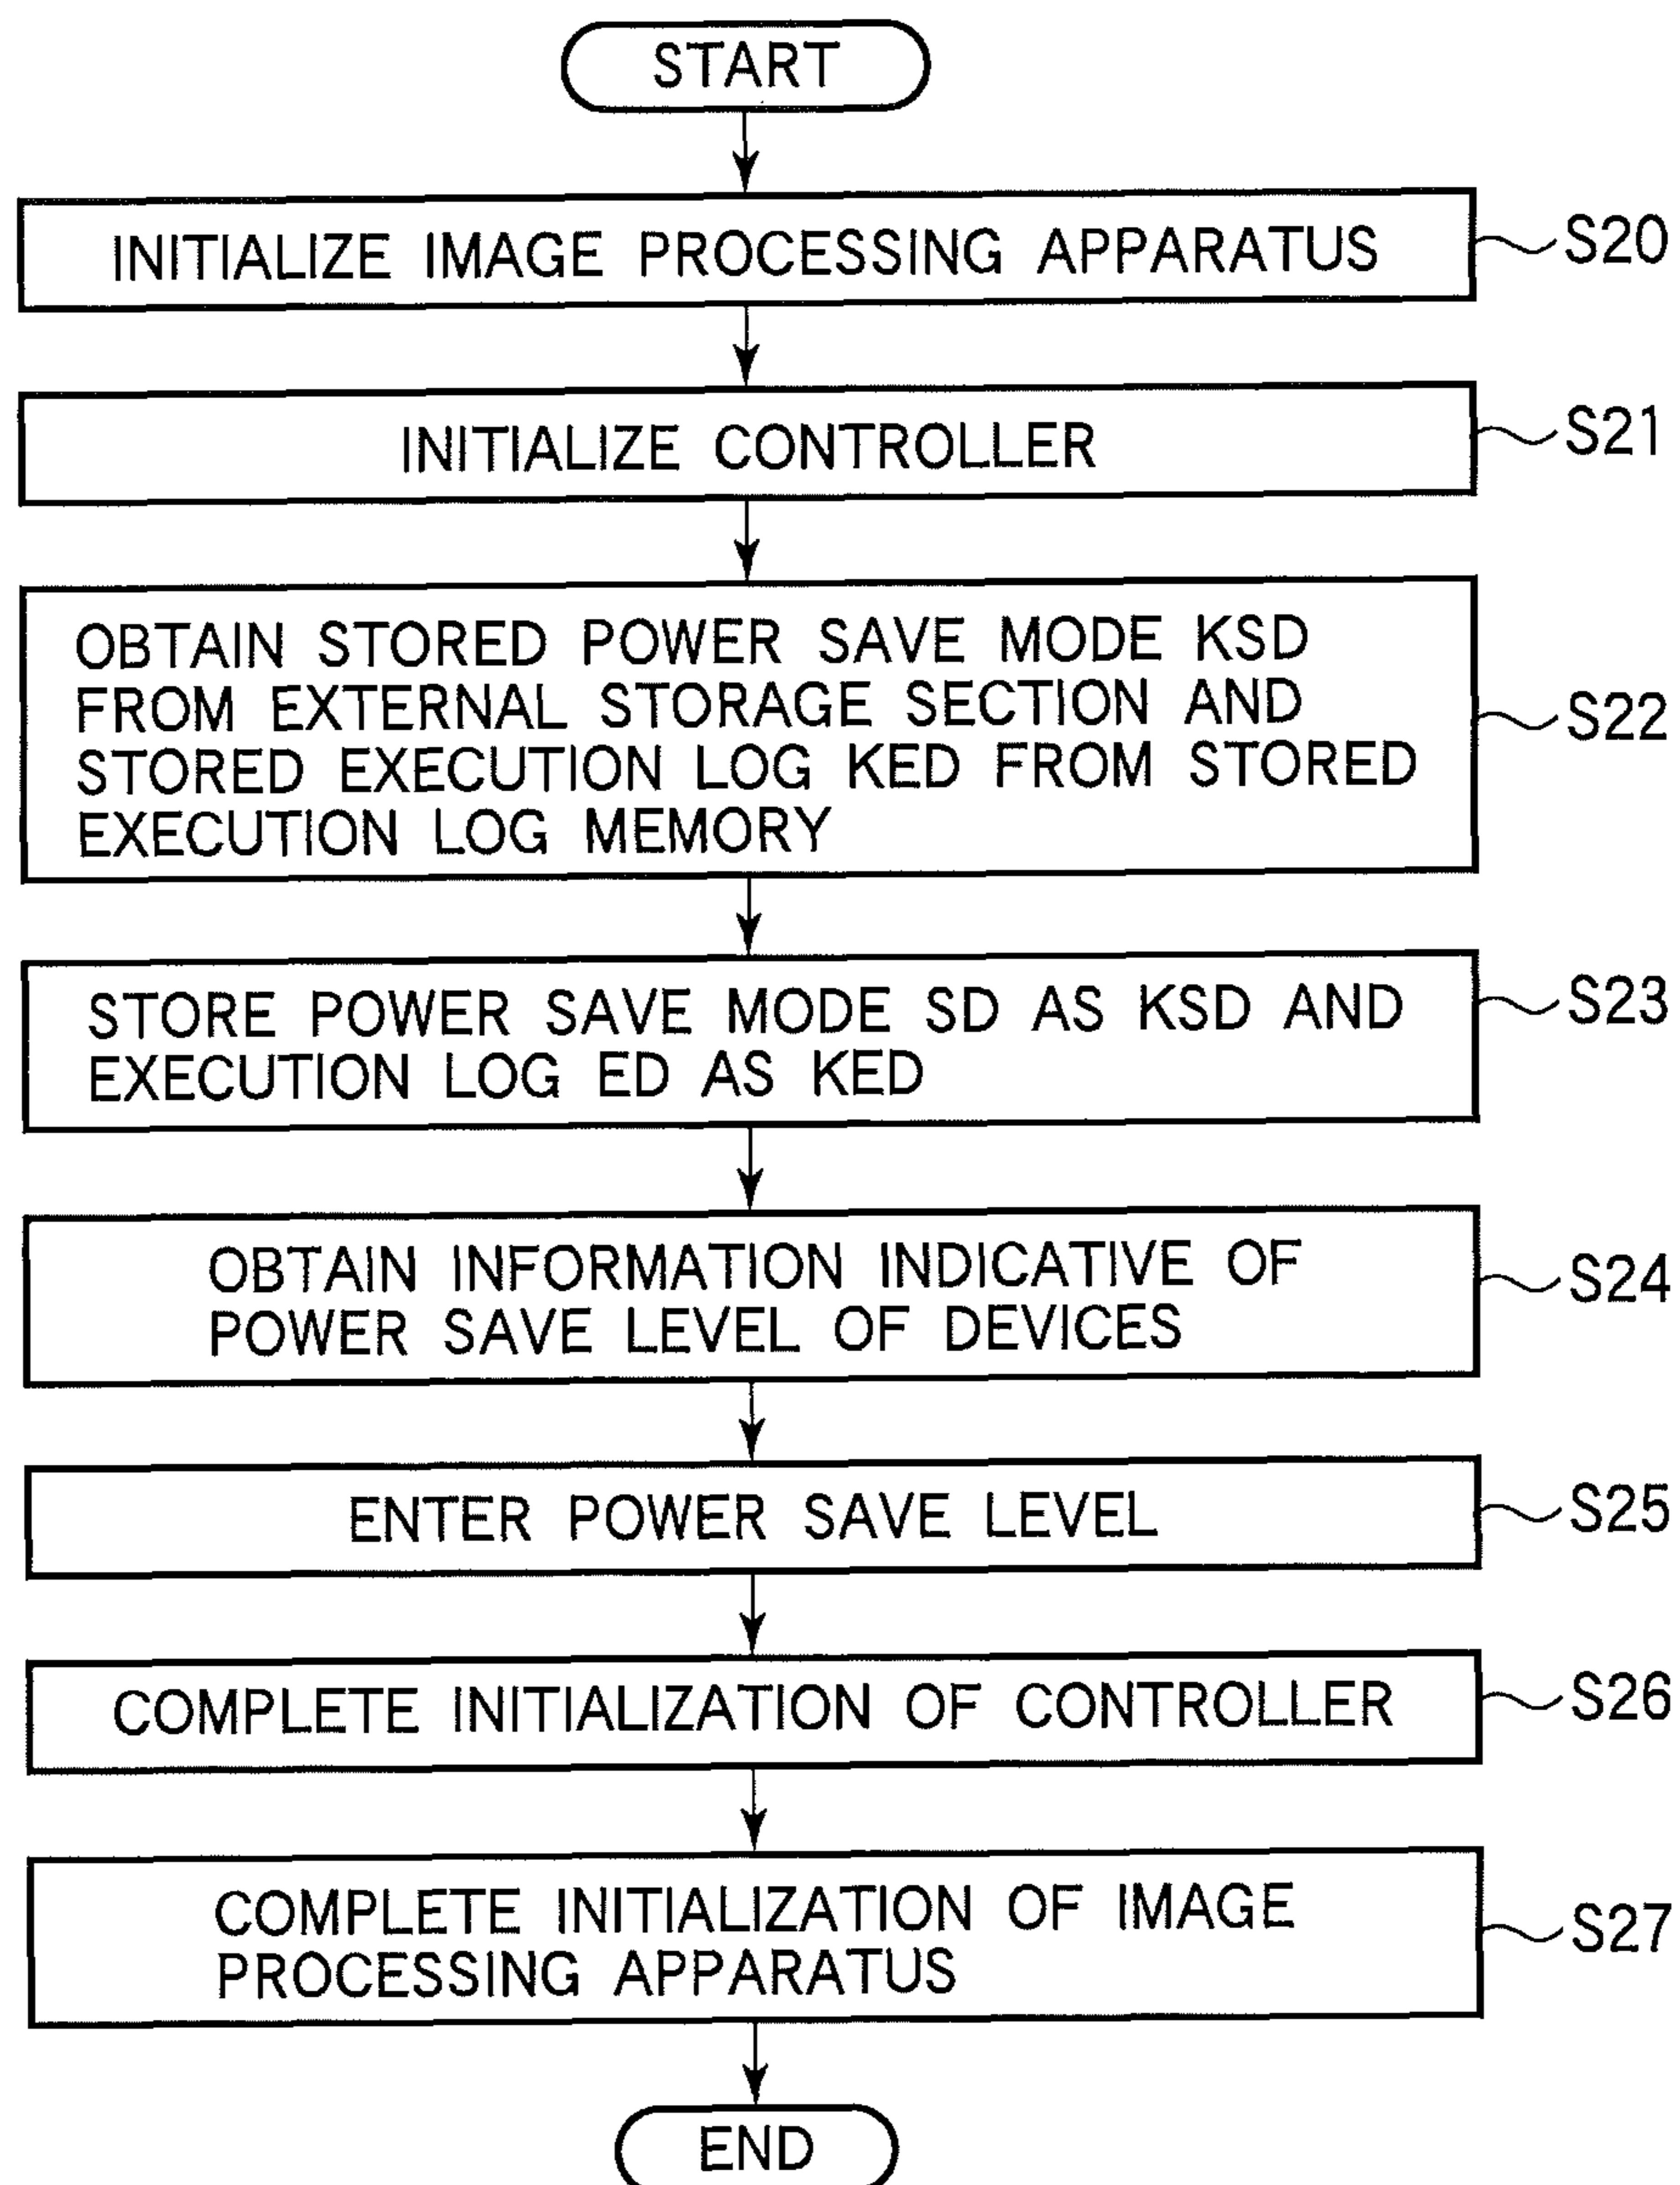 START
INITIALIZE IMAGE PROCESSING APPARATUS
S20
INITIALIZE CONTROLLER
S21
OBTAIN STORED POWER SAVE MODE KSD
FROM EXTERNAL STORAGE SECTION AND
STORED EXECUTION LOG KED FROM STORED
EXECUTION LOG MEMORY
S22
STORE POWER SAVE MODE SD AS KSD AND
EXECUTION LOG ED AS KED
S23
OBTAIN INFORMATION INDICATIVE OF
POWER SAVE LEVEL OF DEVICES
S24
ENTER POWER SAVE LEVEL
S25
COMPLETE INITIALIZATION OF CONTROLLER
S26
COMPLETE INITIALIZATION OF IMAGE
PROCESSING APPARATUS
S27
END